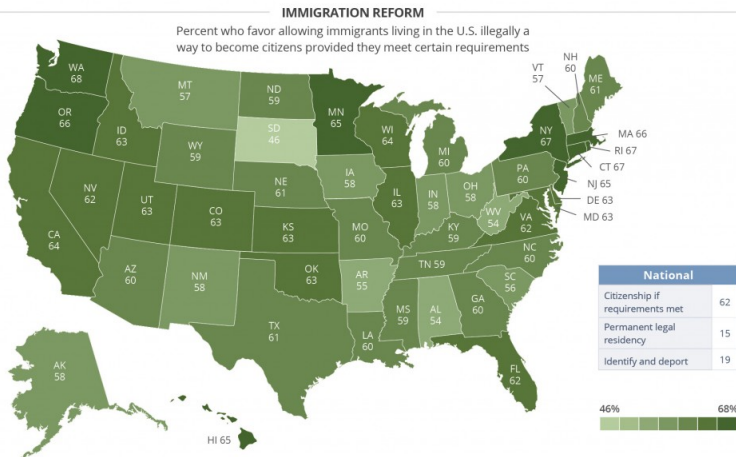 IMMIGRATION REFORM
Percent who favor allowing immigrants living in the U.S. illegally a
way to become citizens provided they meet certain requirements
WA
68
OR
66
CA
64
NV
62
ID
63
MT
57
WY
59
UT
63
CO
63
AZ
60
NM
58
ND
59
SD
46
NE
61
KS
63
OK
63
TX
61
MN
65
IA
58
MO
60
AR
55
LA
60
WI
64
IL
63
MI
60
IN
58
OH
58
KY
59
TN 59
MS
59
AL
54
GA
60
FL
62
SC
56
NC
60
VA
62
WV
54
PA
60
NY
67
VT
57
NH
60
ME
61
MA 66
RI 67
CT 67
NJ 65
DE 63
MD 63
AK
58
HI 65
National
Citizenship if
requirements met
62
Permanent legal
residency
15
Identify and deport
19
46%
68%